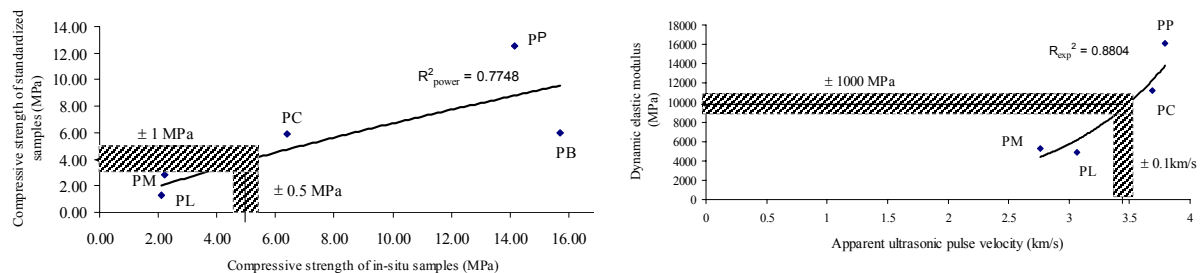 Compressive strength of standardized
samples (MPa)
14.00
12.00
10.00
8.00
6.00
4.00
2.00
0.00
PP
R²power = 0.7748
PC
± 1 MPa
PB
PM
PL
± 0.5 MPa
0.00 2.00 4.00 6.00 8.00 10.00 12.00 14.00 16.00
Compressive strength of in-situ samples (MPa)
Dynamic elastic modulus
(MPa)
18000
16000
14000
12000
10000
8000
6000
4000
2000
0
PP
Rexp² = 0.8804
± 1000 MPa
PC
PM
PL
± 0.1km/s
0 0.5 1 1.5 2 2.5 3 3.5 4
Apparent ultrasonic pulse velocity (km/s)